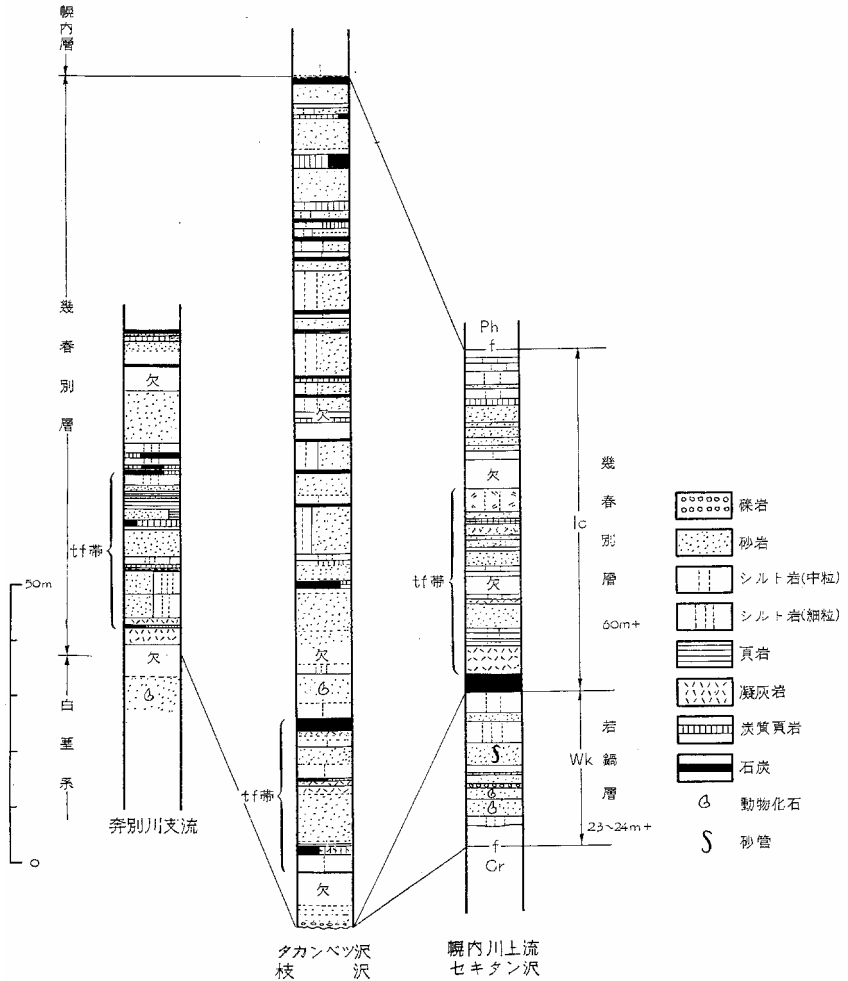 幌内層
幾春別層
白堊系
50m
0
欠
tf帯
欠
奔別川支流
欠
欠
tf帯
欠
タカンベツ沢
枝沢
Ph
f
欠
tf帯
欠
幾春別層
Ic
60m+
若鍋層
Wk
23~24m+
f
Cr
幌内川上流
セキタン沢
礫岩
砂岩
シルト岩(中粒)
シルト岩(細粒)
頁岩
凝灰岩
炭質頁岩
石炭
動物化石
砂管